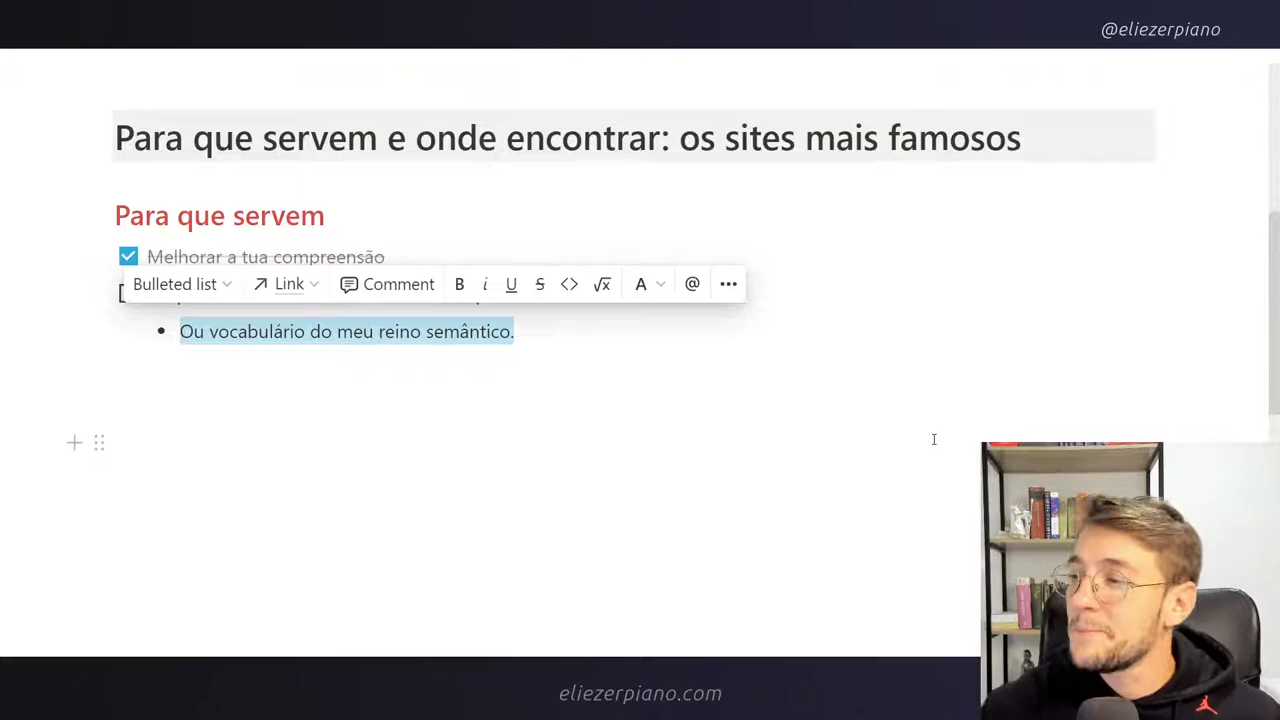 @eliezerpiano
Para que servem e onde encontrar: os sites mais famosos
Para que servem
Melhorar a tua compreensão
Bulleted list Link Comment B i U S <> √x A @ •••
• Ou vocabulário do meu reino semântico.
eliezerpiano.com